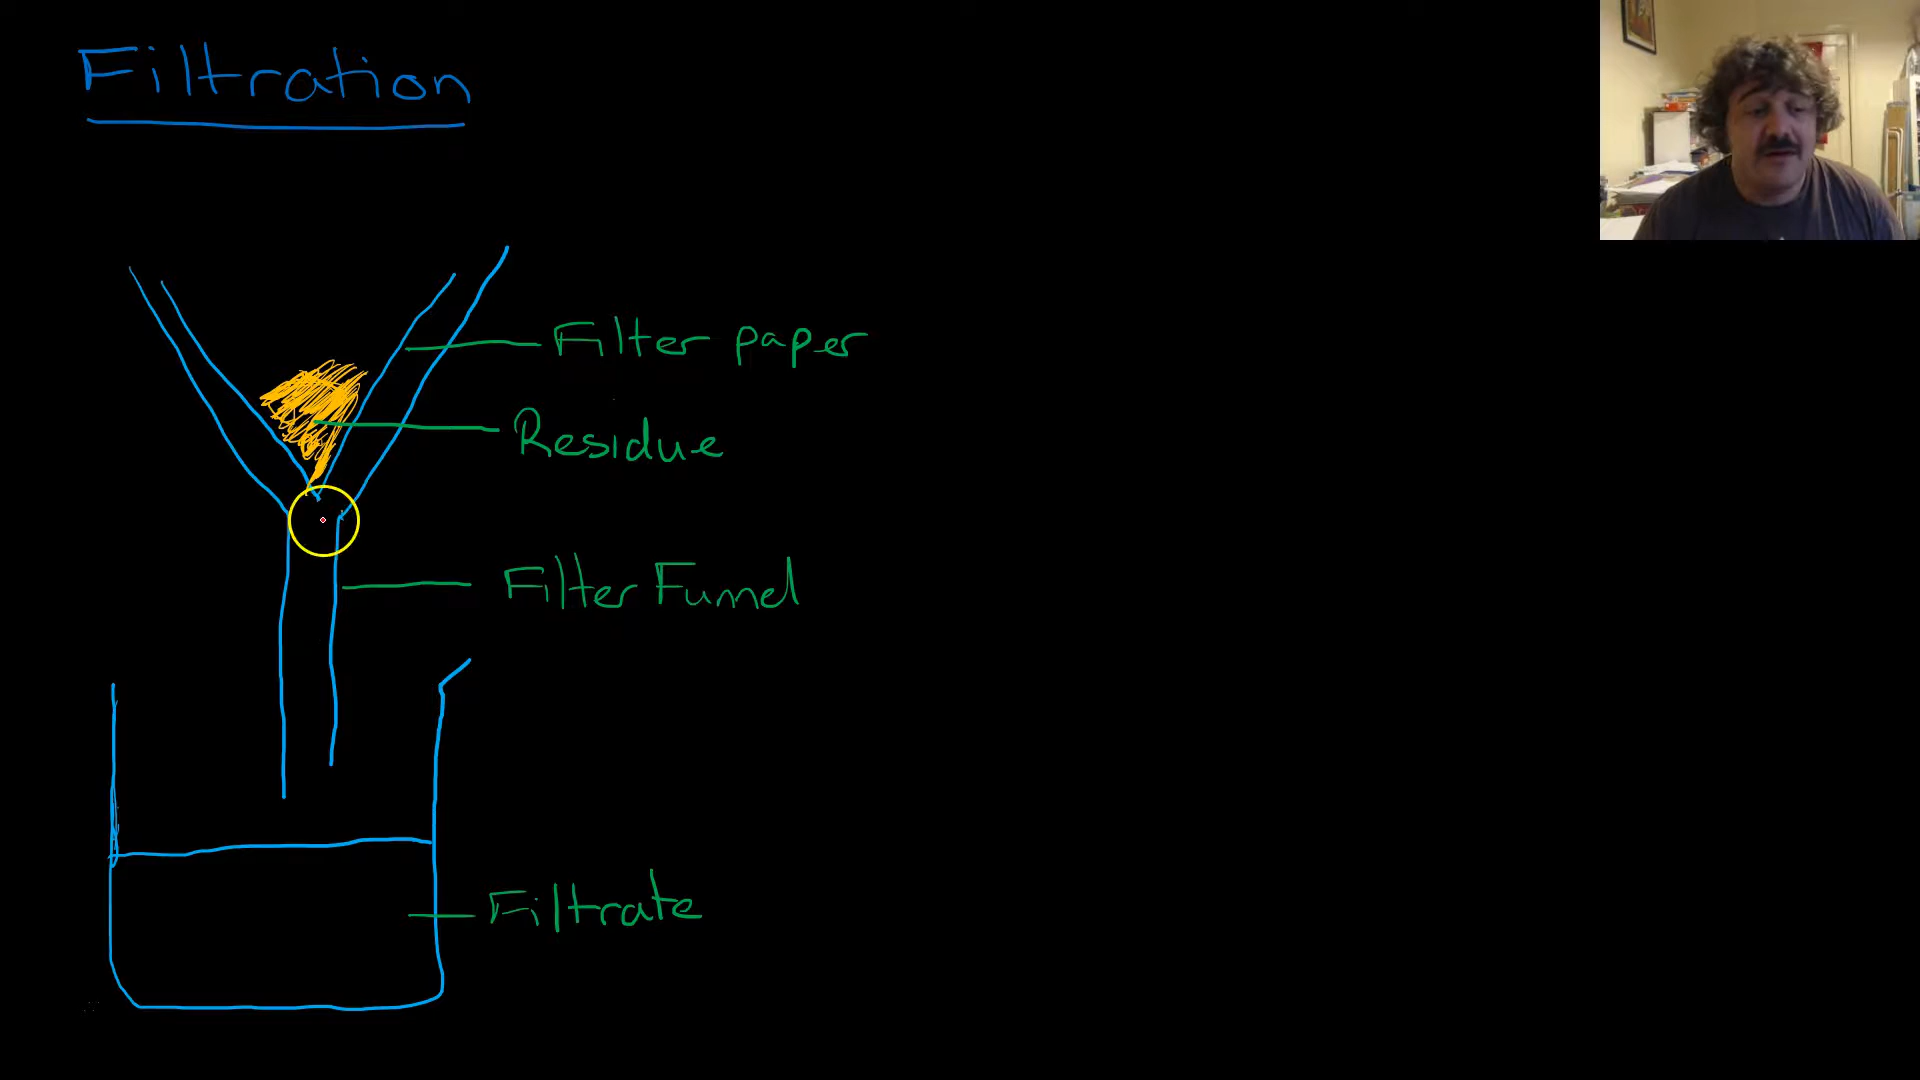 Filtration
Filter paper
Residue
Filter Funnel
Filtrate